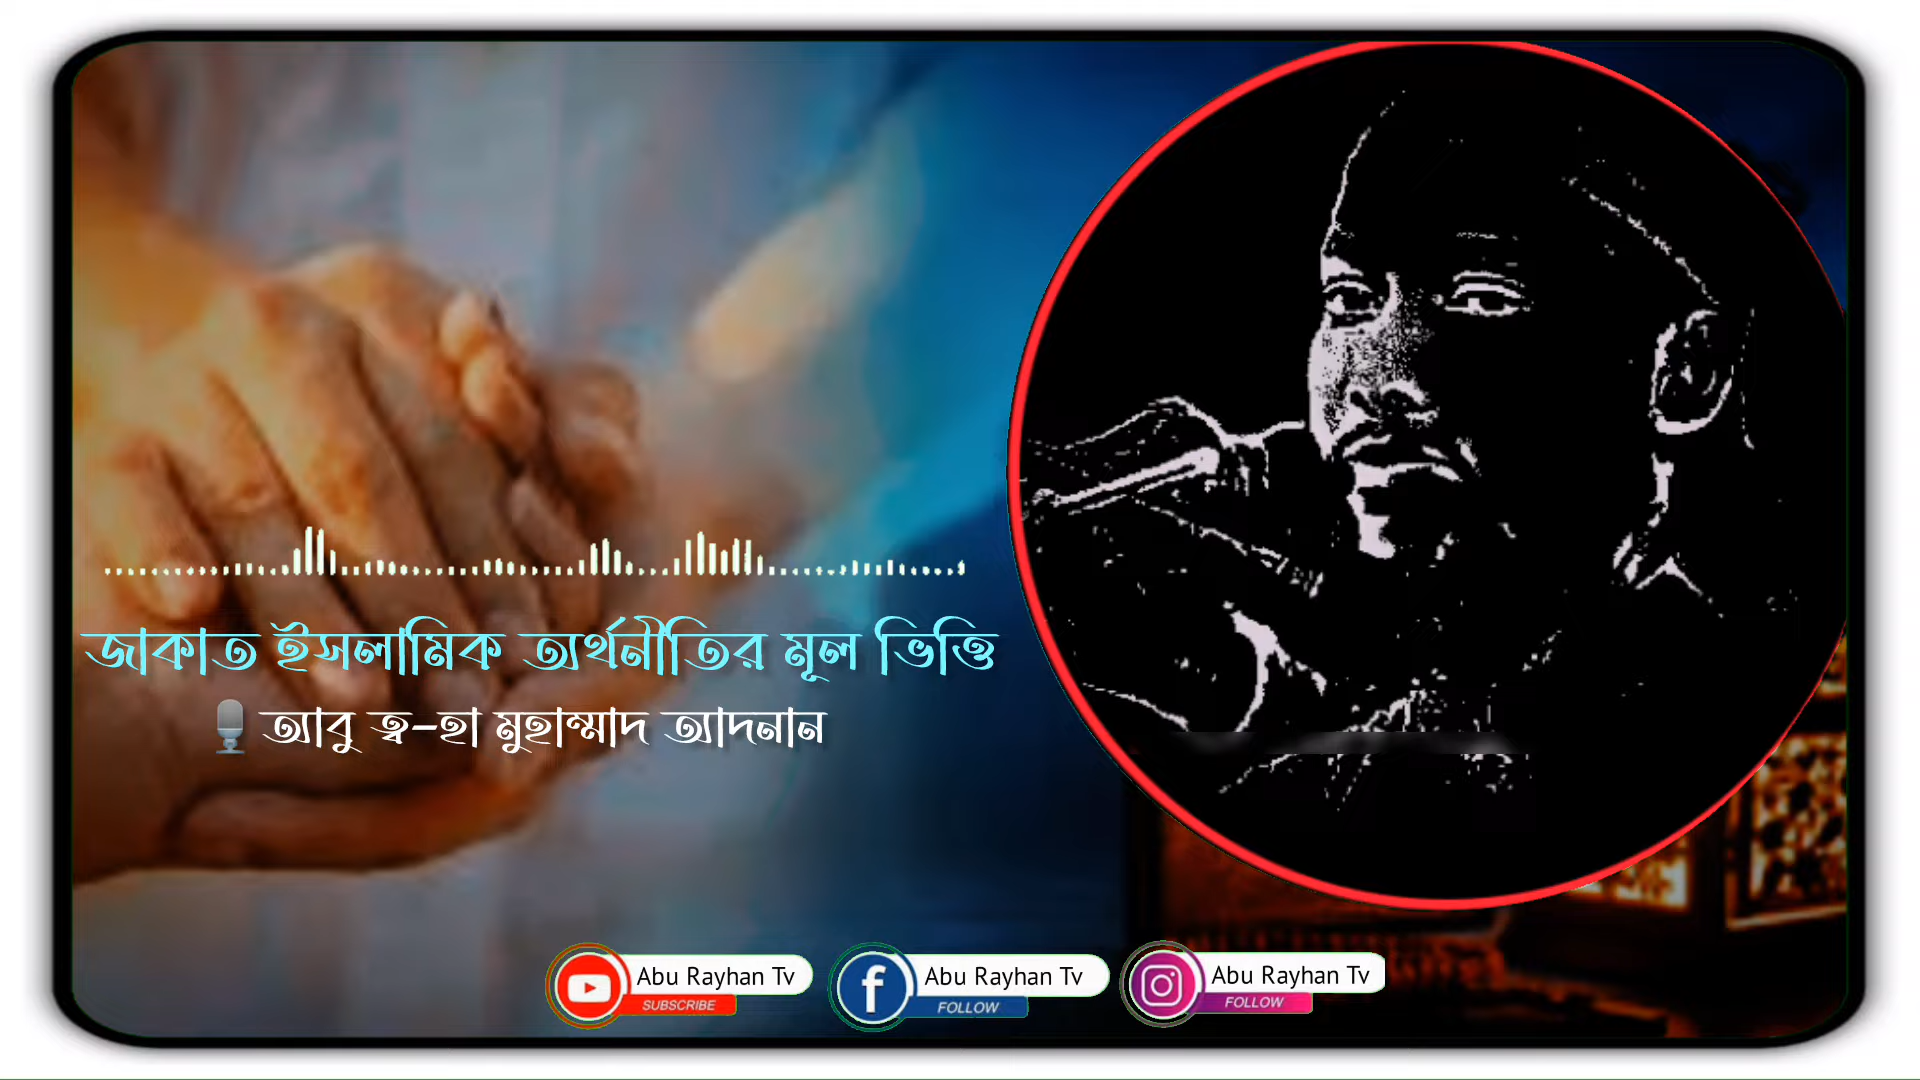 জাকাত ইসলামিক অর্থনীতির মূল ভিত্তি
আবু ত্ব-হা মুহাম্মাদ আদনান
Abu Rayhan Tv
SUBSCRIBE
Abu Rayhan Tv
FOLLOW
Abu Rayhan Tv
FOLLOW